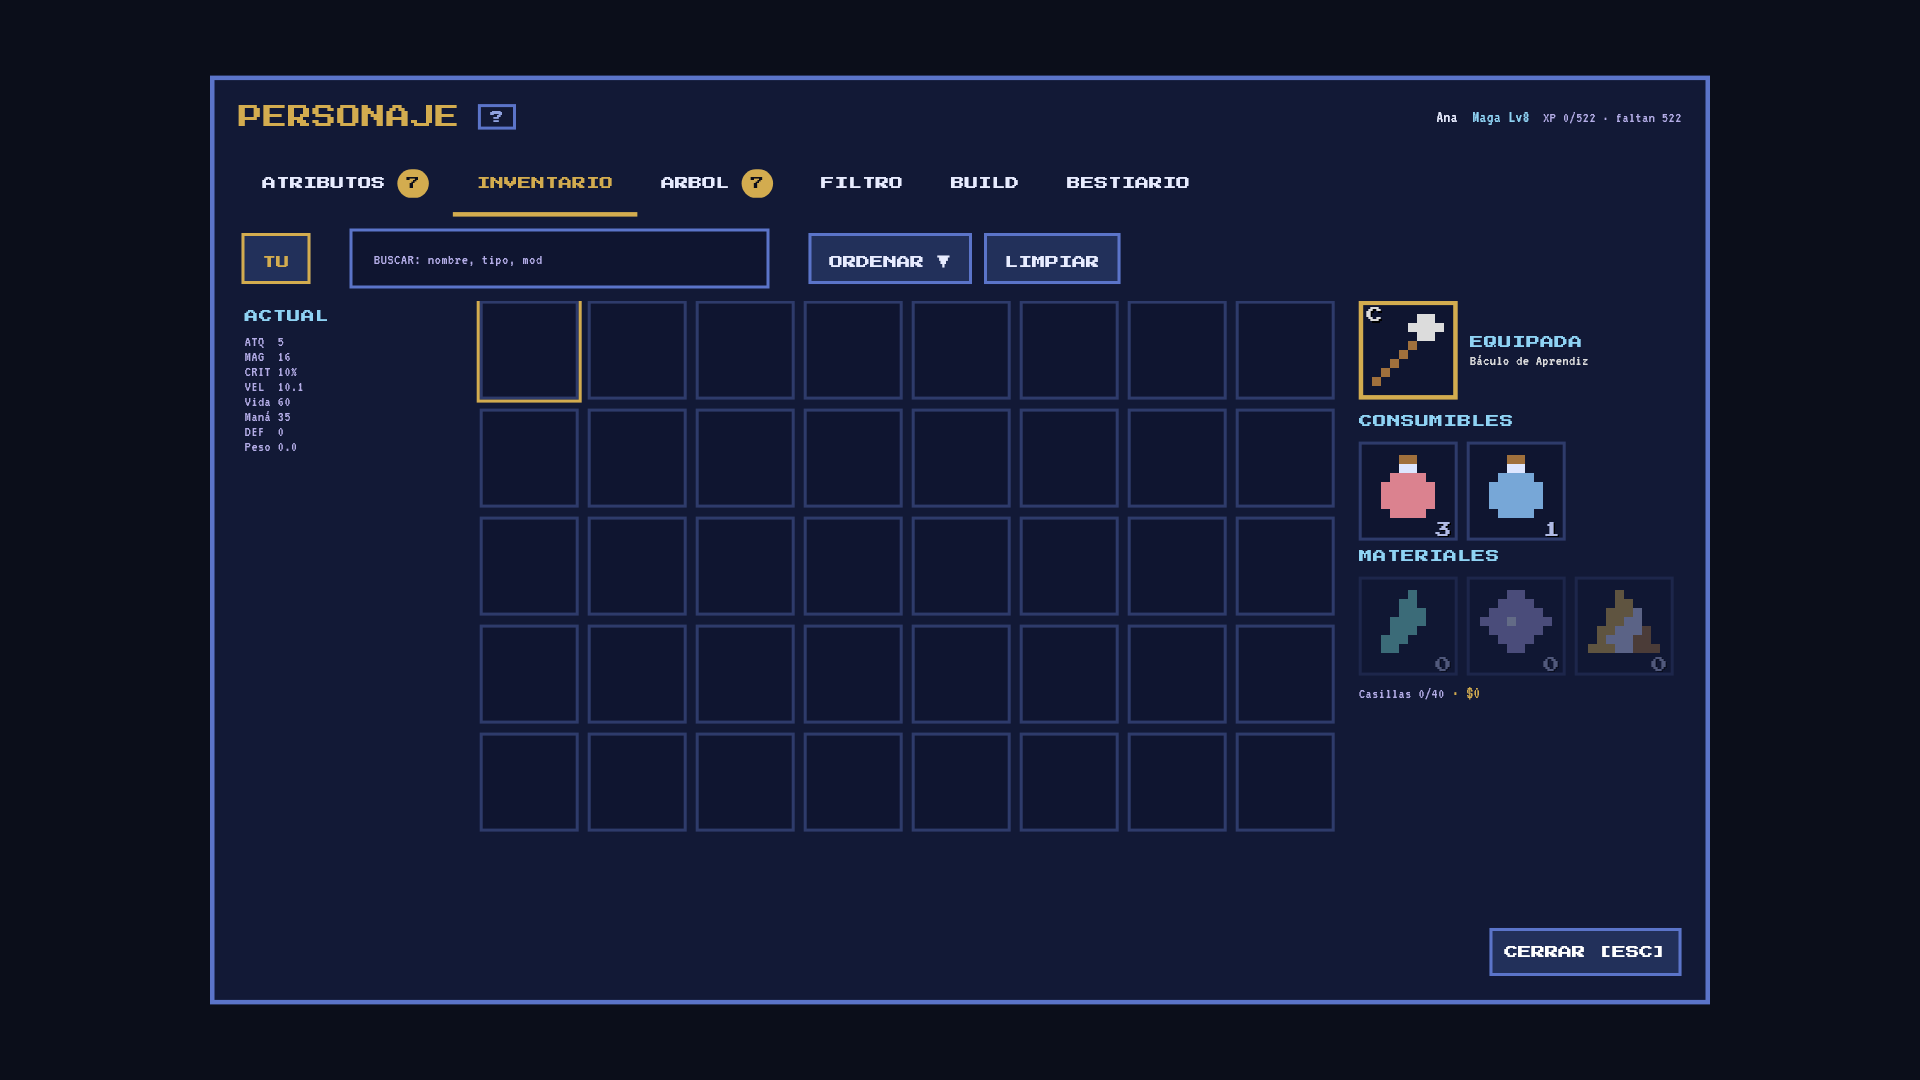 PERSONAJE ?
Ana Maga Lv8 XP 0/522 · faltan 522
ATRIBUTOS 7 INVENTARIO ARBOL 7 FILTRO BUILD BESTIARIO
TU BUSCAR: nombre, tipo, mod ORDENAR ▼ LIMPIAR
ACTUAL
ATQ 5
MAG 16
CRIT 10%
VEL 10.1
Vida 60
Maná 35
DEF 0
Peso 0.0
C
EQUIPADA
Báculo de Aprendiz
CONSUMIBLES
3 1
MATERIALES
0 0 0
Casillas 0/40 · $0
CERRAR [ESC]